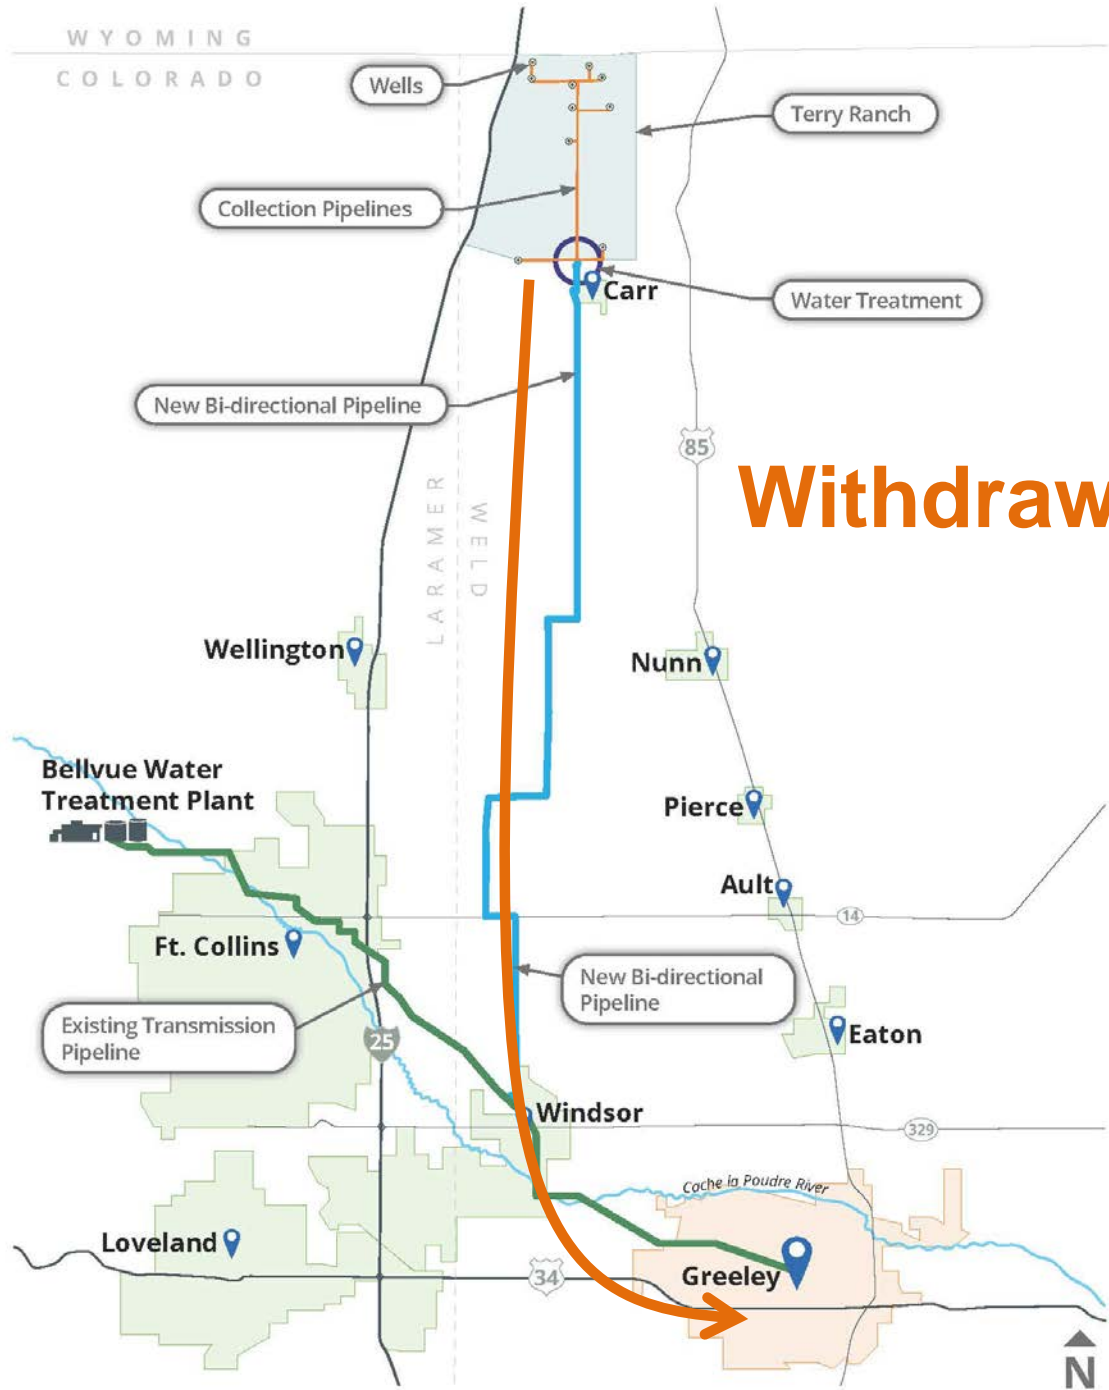 WYOMING
COLORADO
Wells
Terry Ranch
Collection Pipelines
Carr
Water Treatment
New Bi-directional Pipeline
85
Withdraw
LARAMER
WELD
Wellington
Nunn
Bellvue Water
Treatment Plant
Pierce
Ault
14
Ft. Collins
New Bi-directional
Pipeline
Existing Transmission
Pipeline
25
Eaton
Windsor
329
Cache la Poudre River
Loveland
34
Greeley
N